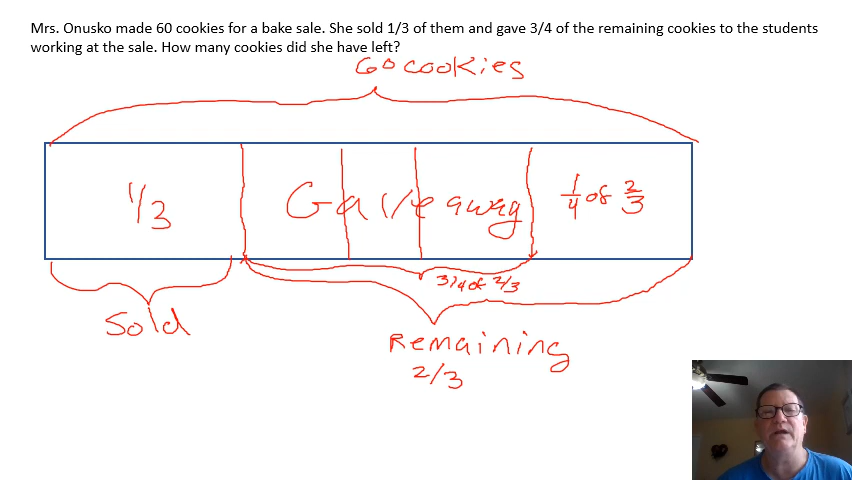 Mrs. Onusko made 60 cookies for a bake sale. She sold 1/3 of them and gave 3/4 of the remaining cookies to the students
working at the sale. How many cookies did she have left?
60 cookies
1/3
Gave away
1/4 of 2/3
3/4 of 2/3
Sold
Remaining
2/3